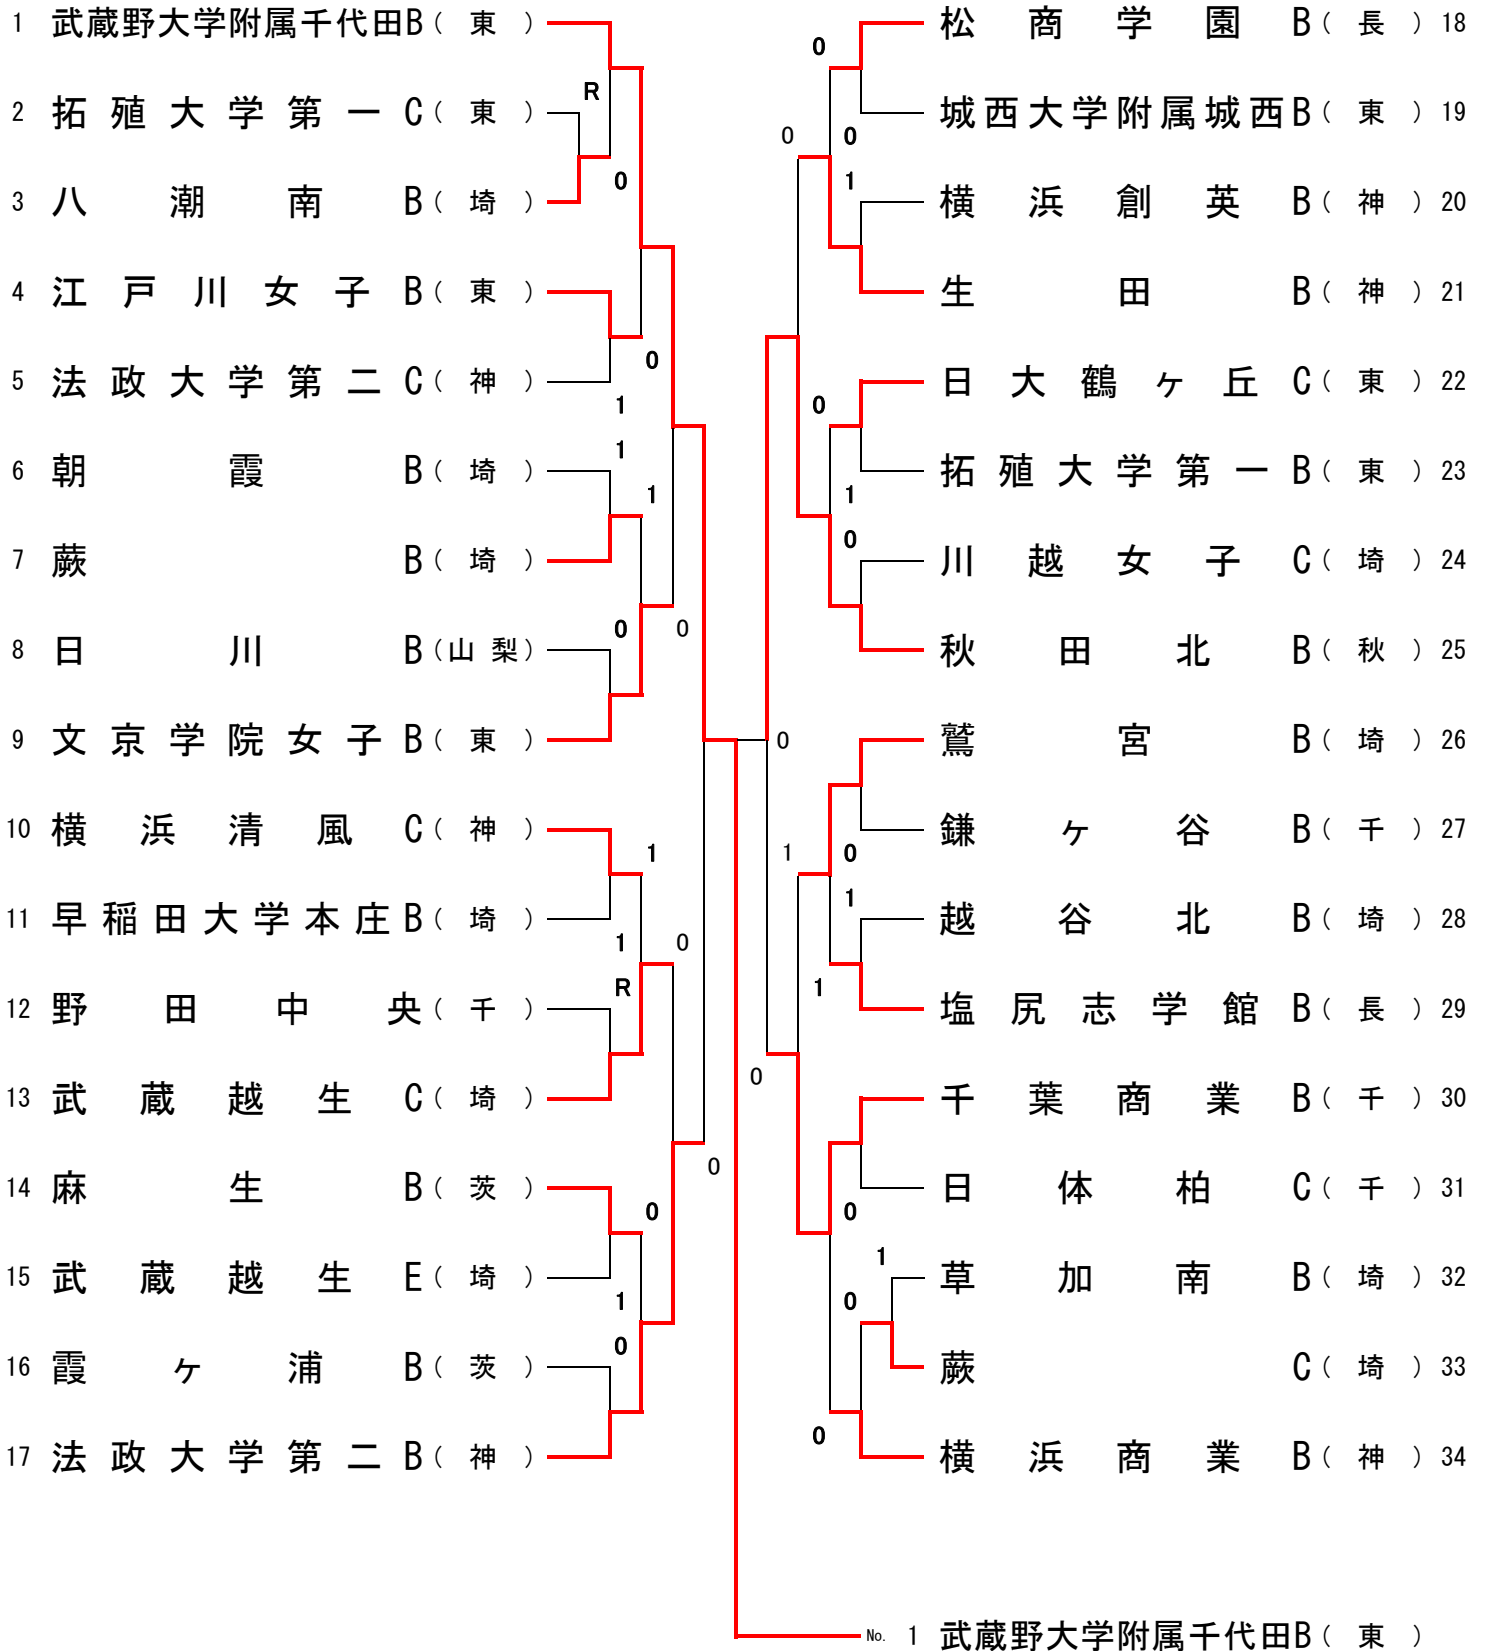 1 武蔵野大学附属千代田B（東）
R
2 拓殖大学第一C（東）
0
3 八潮南B（埼）
4 江戸川女子B（東）
0
5 法政大学第二C（神）
1
1
6 朝霞B（埼）
1
7 蕨B（埼）
0
0
8 日川B（山梨）
9 文京学院女子B（東）
10 横浜清風C（神）
1
11 早稲田大学本庄B（埼）
1
0
R
12 野田中央（千）
13 武蔵越生C（埼）
0
14 麻生B（茨）
0
15 武蔵越生E（埼）
1
0
16 霞ヶ浦B（茨）
17 法政大学第二B（神）
松商学園B（長）18
0
城西大学附属城西B（東）19
0
0
1
横浜創英B（神）20
生田B（神）21
日大鶴ヶ丘C（東）22
0
拓殖大学第一B（東）23
1
0
川越女子C（埼）24
秋田北B（秋）25
鷲宮B（埼）26
0
鎌ヶ谷B（千）27
1
0
1
越谷北B（埼）28
1
塩尻志学館B（長）29
0
千葉商業B（千）30
日体柏C（千）31
0
1
草加南B（埼）32
0
蕨C（埼）33
0
横浜商業B（神）34
No. 1 武蔵野大学附属千代田B（東）